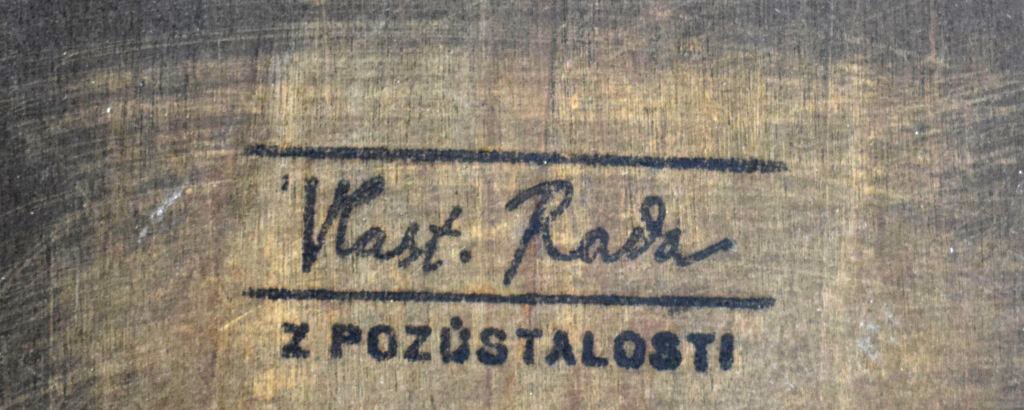 Vlast. Rada
Z POZŮSTALOSTI